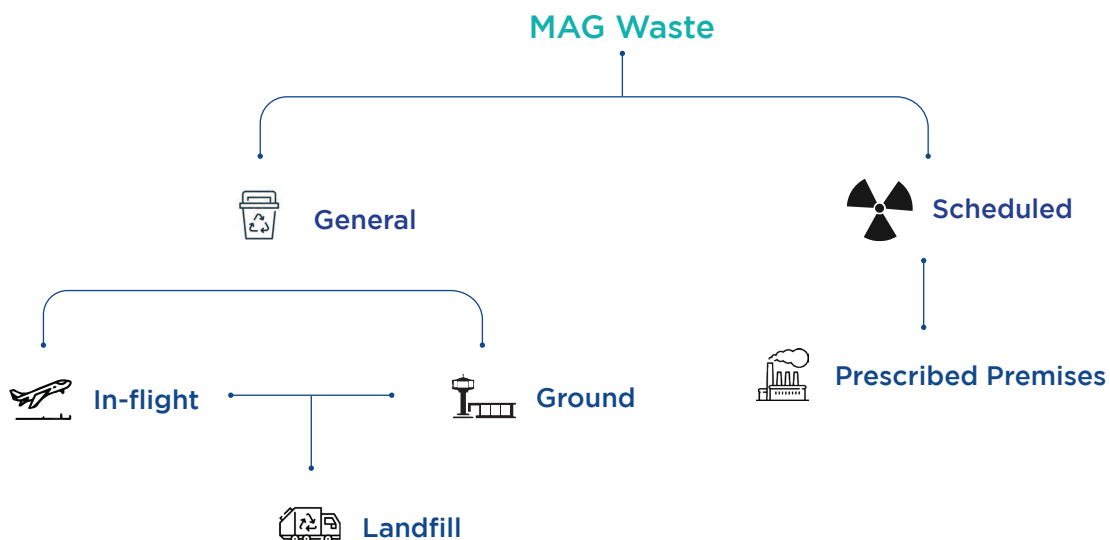 MAG Waste
General
Scheduled
In-flight
Ground
Prescribed Premises
Landfill